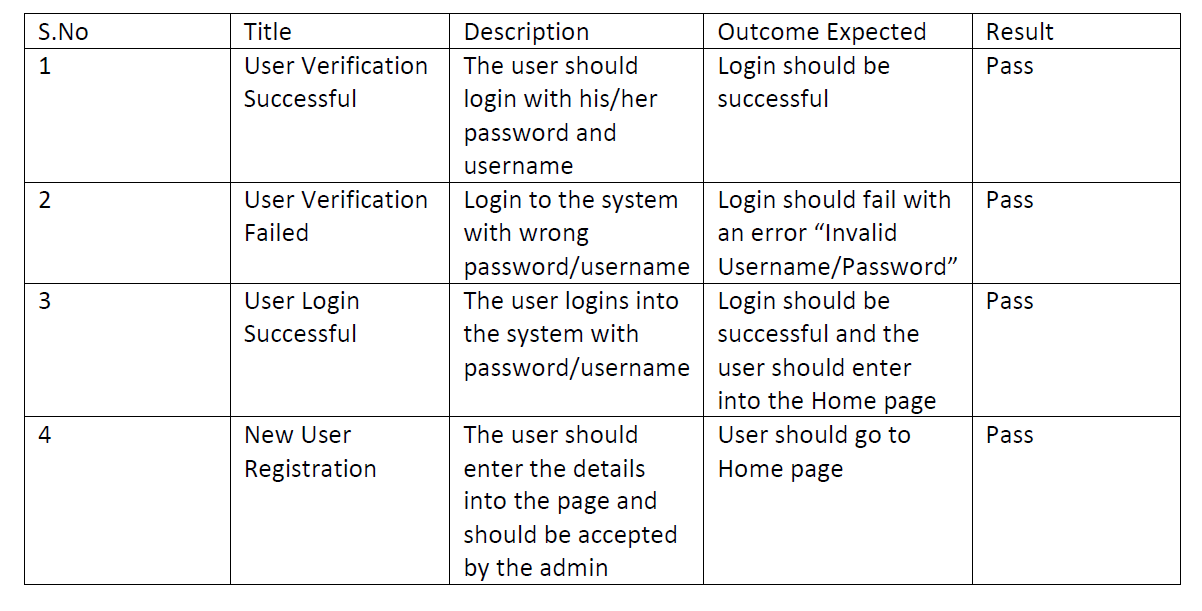 S.No Title Description Outcome Expected Result
1
User Verification
Successful
The user should
login with his/her
password and
username
Login should be
successful
Pass
2
User Verification
Failed
Login to the system
with wrong
password/username
Login should fail with
an error “Invalid
Username/Password”
Pass
3
User Login
Successful
The user logins into
the system with
password/username
Login should be
successful and the
user should enter
into the Home page
Pass
4
New User
Registration
The user should
enter the details
into the page and
should be accepted
by the admin
User should go to
Home page
Pass